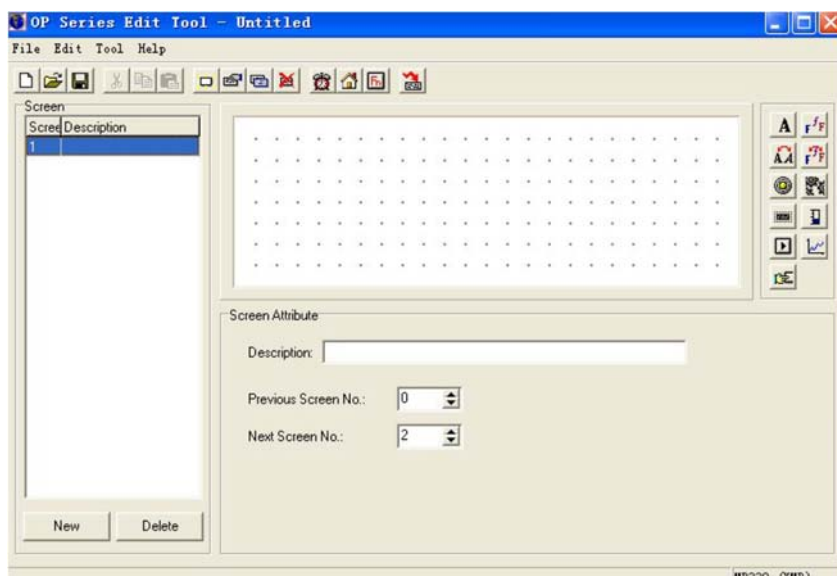 OP Series Edit Tool - Untitled
File Edit Tool Help
Screen
Scree Description
1
A
Screen Attribute
Description:
Previous Screen No.: 0
Next Screen No.: 2
New Delete